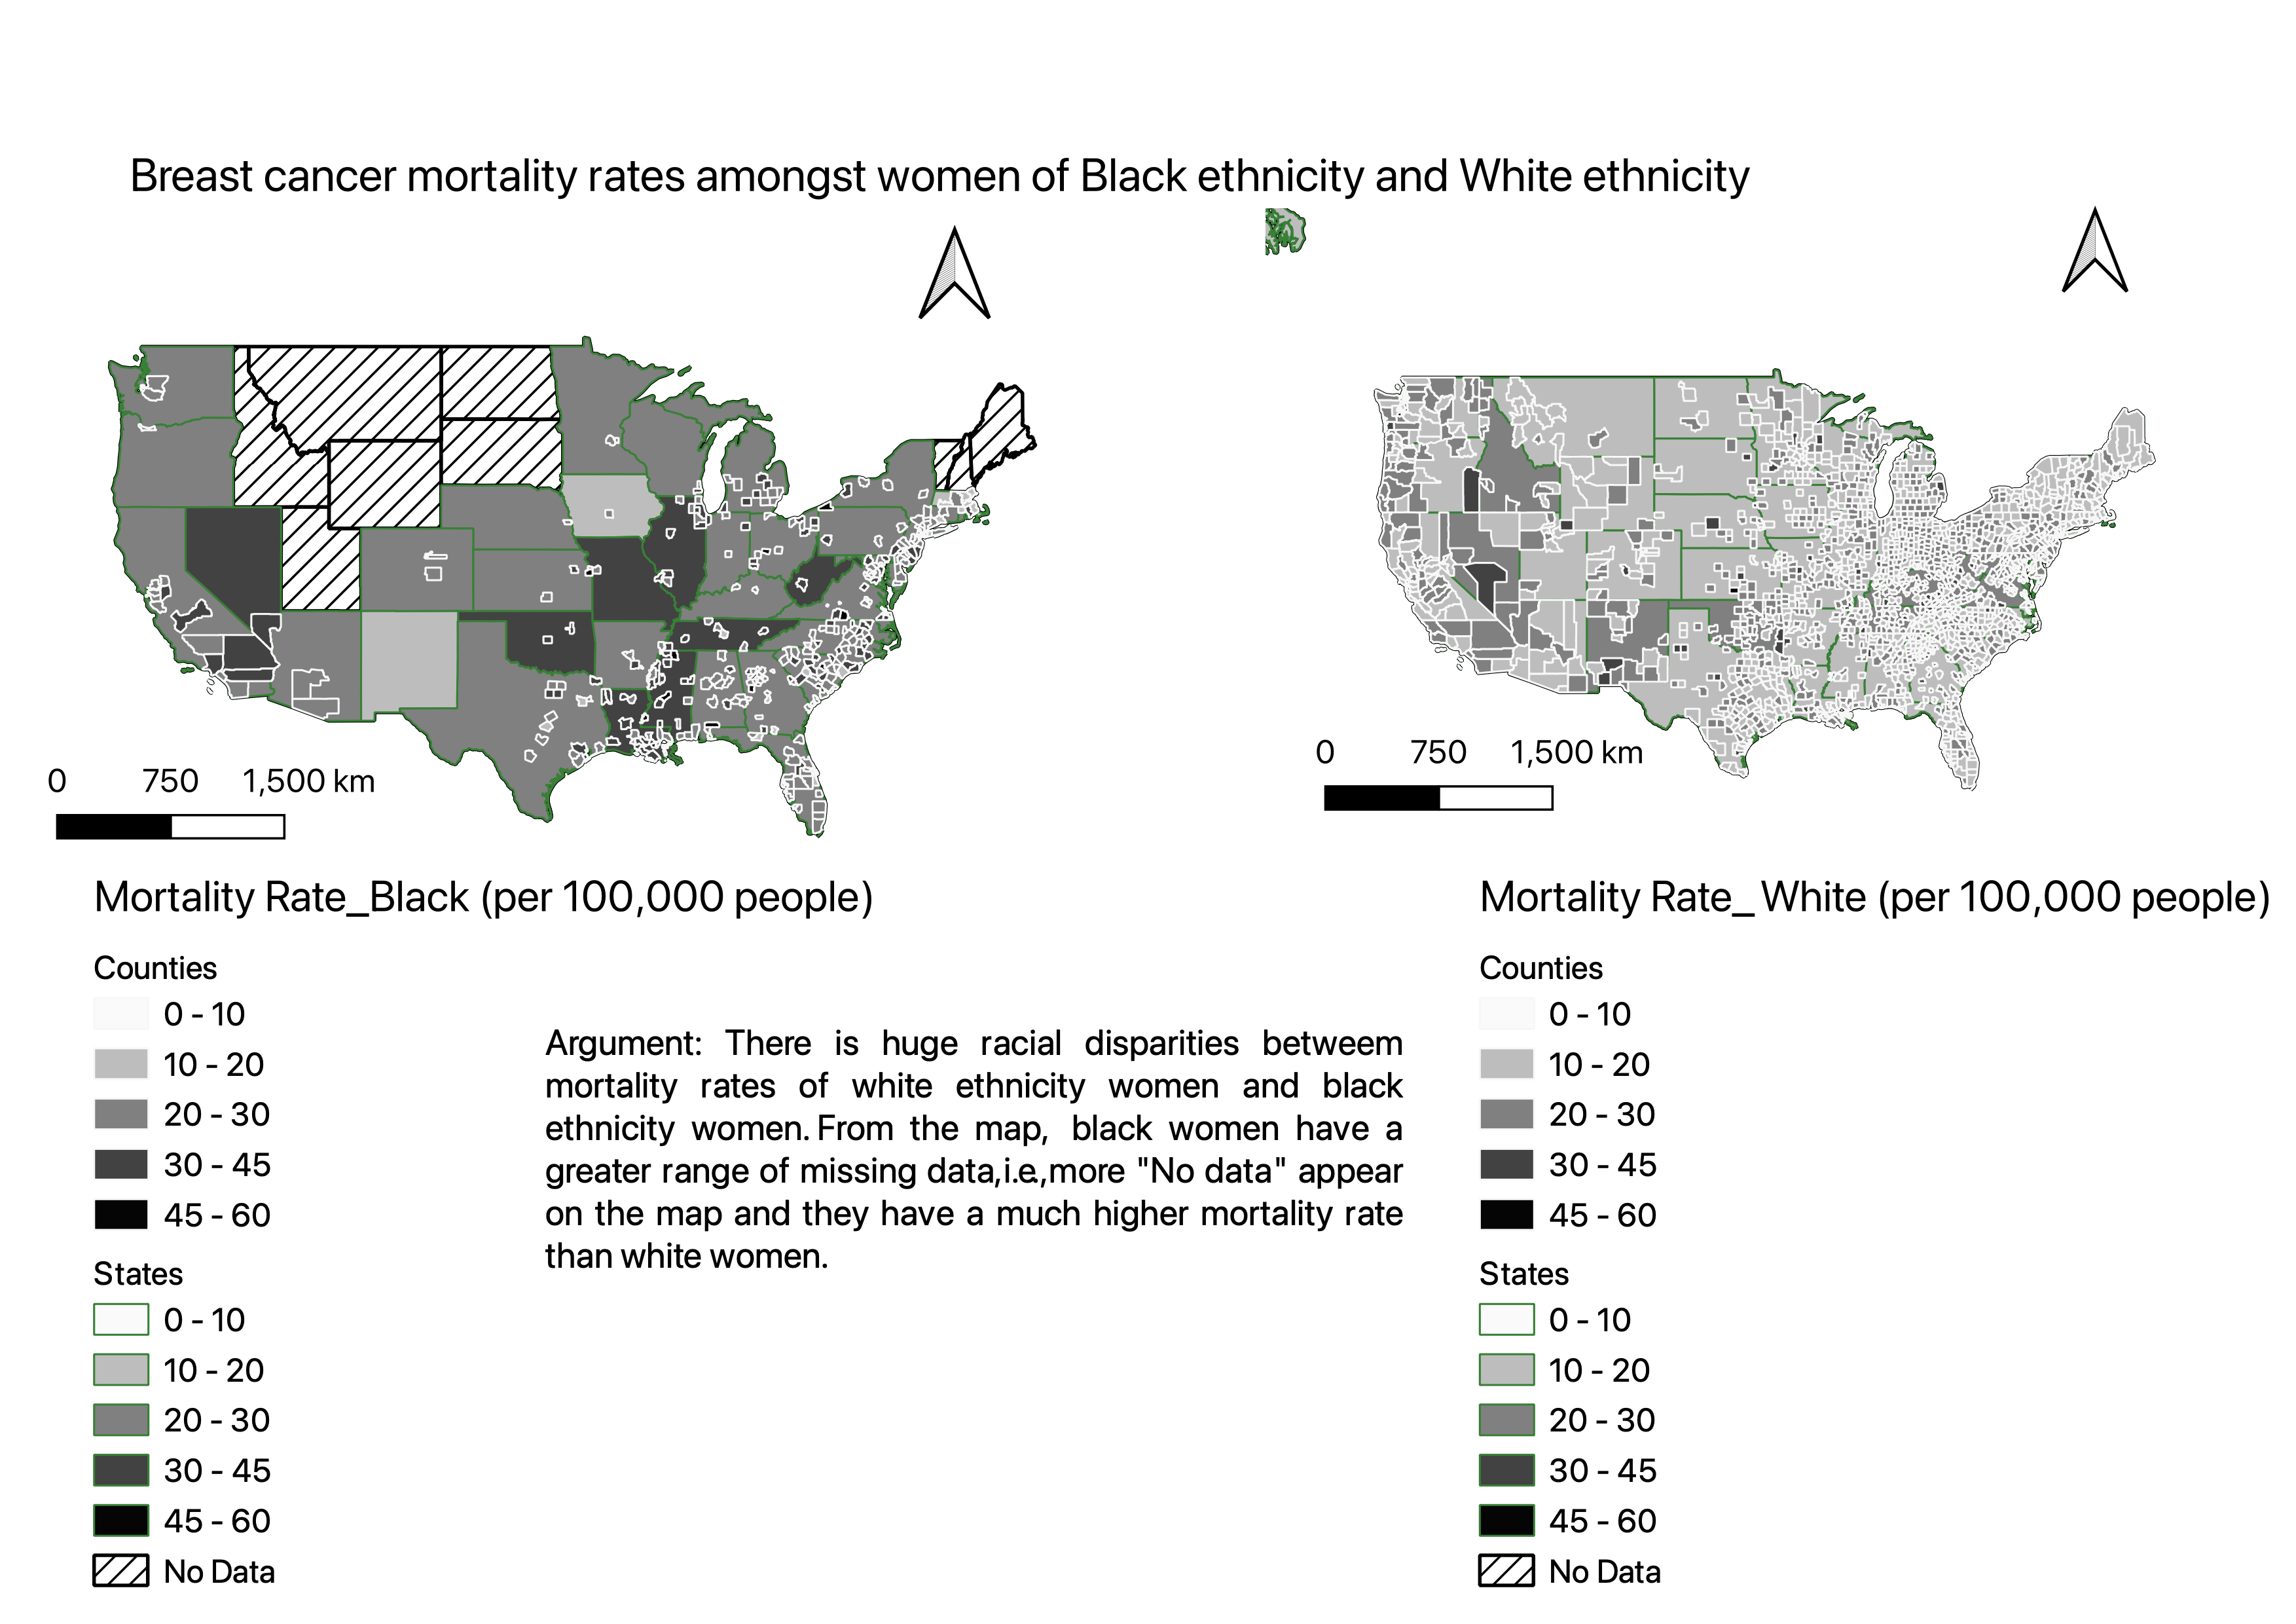 Breast cancer mortality rates amongst women of Black ethnicity and White ethnicity
0 750 1,500 km
0 750 1,500 km
Mortality Rate_Black (per 100,000 people)
Counties
0 - 10
10 - 20
20 - 30
30 - 45
45 - 60
States
0 - 10
10 - 20
20 - 30
30 - 45
45 - 60
No Data
Argument: There is huge racial disparities betweem
mortality rates of white ethnicity women and black
ethnicity women. From the map, black women have a
greater range of missing data,i.e.,more "No data" appear
on the map and they have a much higher mortality rate
than white women.
Mortality Rate_ White (per 100,000 people)
Counties
0 - 10
10 - 20
20 - 30
30 - 45
45 - 60
States
0 - 10
10 - 20
20 - 30
30 - 45
45 - 60
No Data